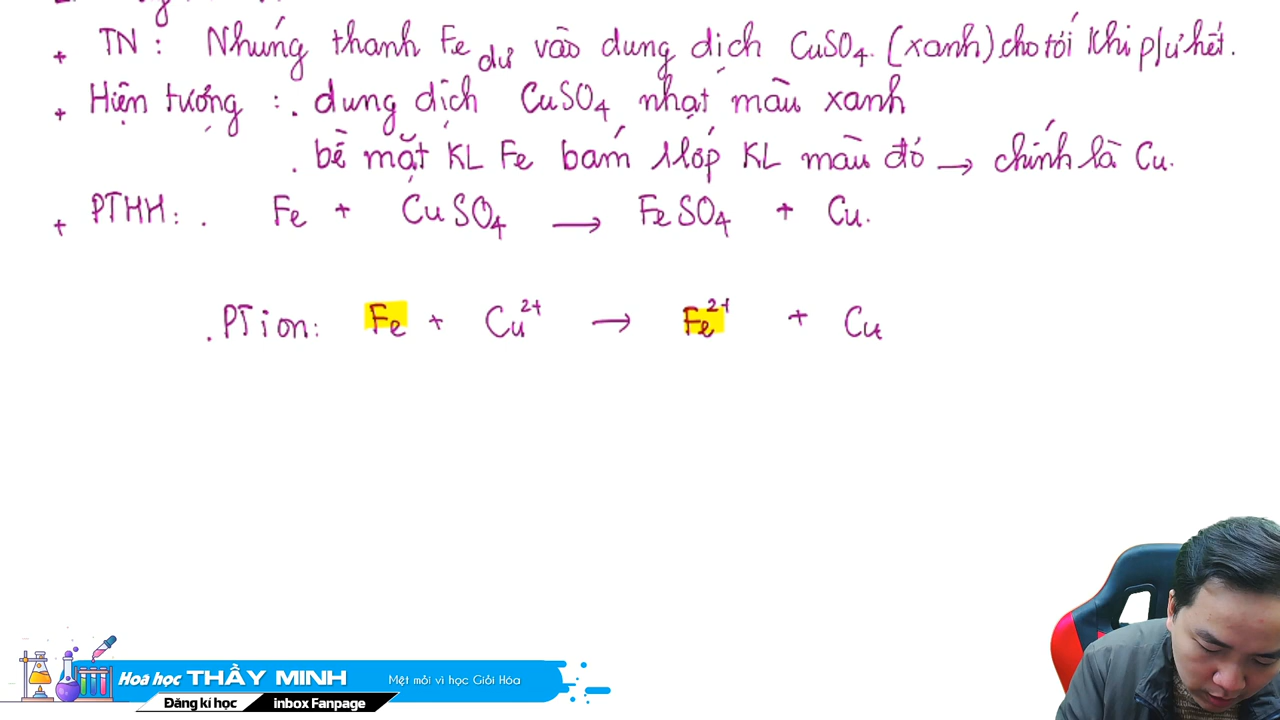 + TN : Nhúng thanh Fe dư vào dung dịch CuSO4. (xanh) cho tới khi p/ư hết.
+ Hiện tượng : . dung dịch CuSO4 nhạt màu xanh
. bề mặt KL Fe bám 1 lớp KL màu đỏ → chính là Cu.
+ PTHH : . Fe + CuSO4 → FeSO4 + Cu.
. PT ion : Fe + Cu²⁺ → Fe²⁺ + Cu
Hoá học THẦY MINH
Mệt mỏi vì học Giỏi Hóa
Đăng kí học
inbox Fanpage